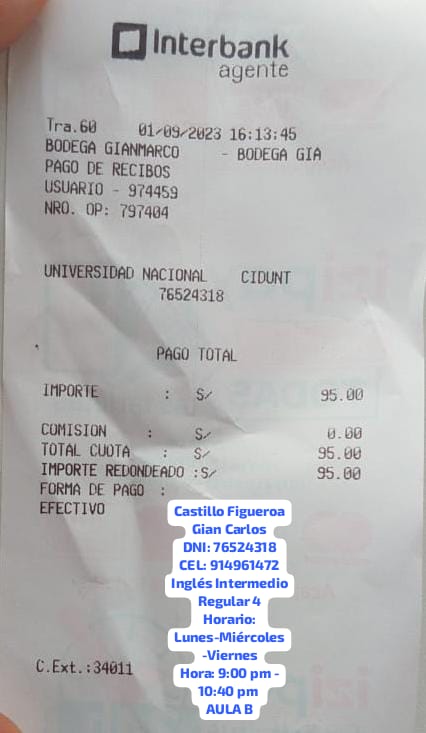 Interbank
agente
Tra.60 01/09/2023 16:13:45
BODEGA GIANMARCO - BODEGA GIA
PAGO DE RECIBOS
USUARIO - 974459
NRO. OP: 797404
UNIVERSIDAD NACIONAL CIDUNT
76524318
PAGO TOTAL
IMPORTE : S/ 95.00
COMISION : S/ 0.00
TOTAL CUOTA : S/ 95.00
IMPORTE REDONDEADO :S/ 95.00
FORMA DE PAGO :
EFECTIVO
Castillo Figueroa
Gian Carlos
DNI: 76524318
CEL: 914961472
Inglés Intermedio
Regular 4
Horario:
Lunes-Miércoles
-Viernes
Hora: 9:00 pm -
10:40 pm
AULA B
C.Ext.:34011